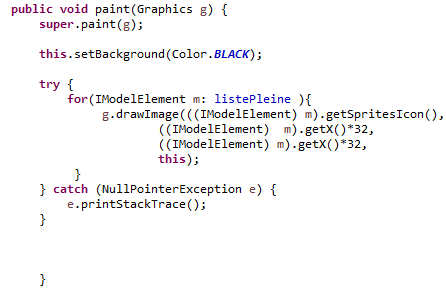 public void paint(Graphics g) {
super.paint(g);
this.setBackground(Color.BLACK);
try {
for(IModelElement m: listePleine ){
g.drawImage(((IModelElement) m).getSpritesIcon(),
((IModelElement)  m).getX()*32,
((IModelElement) m).getX()*32,
this);
}
} catch (NullPointerException e) {
e.printStackTrace();
}
}